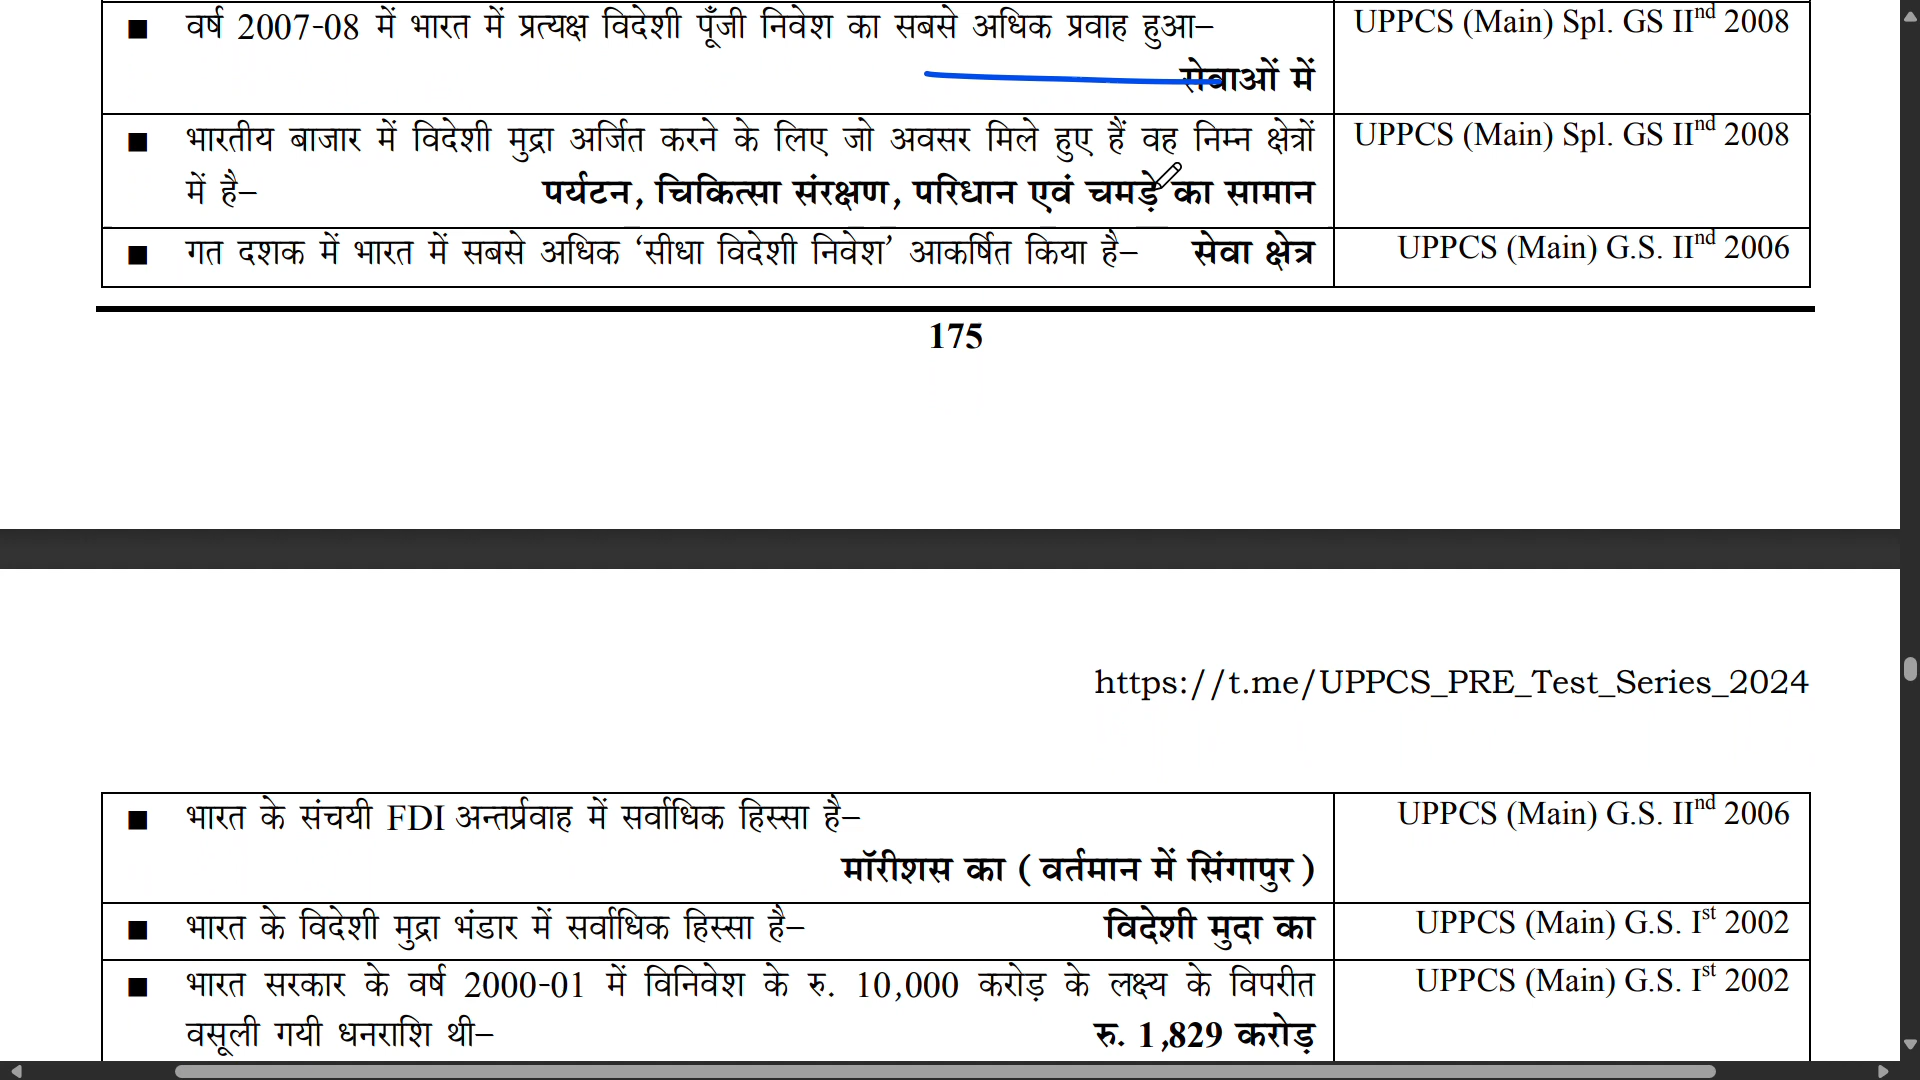 ■ वर्ष 2007-08 में भारत में प्रत्यक्ष विदेशी पूँजी निवेश का सबसे अधिक प्रवाह हुआ– UPPCS (Main) Spl. GS IInd 2008
सेवाओं में
■ भारतीय बाजार में विदेशी मुद्रा अर्जित करने के लिए जो अवसर मिले हुए हैं वह निम्न क्षेत्रों UPPCS (Main) Spl. GS IInd 2008
में है– पर्यटन, चिकित्सा संरक्षण, परिधान एवं चमड़े का सामान
■ गत दशक में भारत में सबसे अधिक ‘सीधा विदेशी निवेश’ आकर्षित किया है– सेवा क्षेत्र UPPCS (Main) G.S. IInd 2006
175
https://t.me/UPPCS_PRE_Test_Series_2024
■ भारत के संचयी FDI अन्तर्प्रवाह में सर्वाधिक हिस्सा है– UPPCS (Main) G.S. IInd 2006
मॉरीशस का ( वर्तमान में सिंगापुर )
■ भारत के विदेशी मुद्रा भंडार में सर्वाधिक हिस्सा है– विदेशी मुदा का UPPCS (Main) G.S. Ist 2002
■ भारत सरकार के वर्ष 2000-01 में विनिवेश के रु. 10,000 करोड़ के लक्ष्य के विपरीत UPPCS (Main) G.S. Ist 2002
वसूली गयी धनराशि थी– रु. 1,829 करोड़